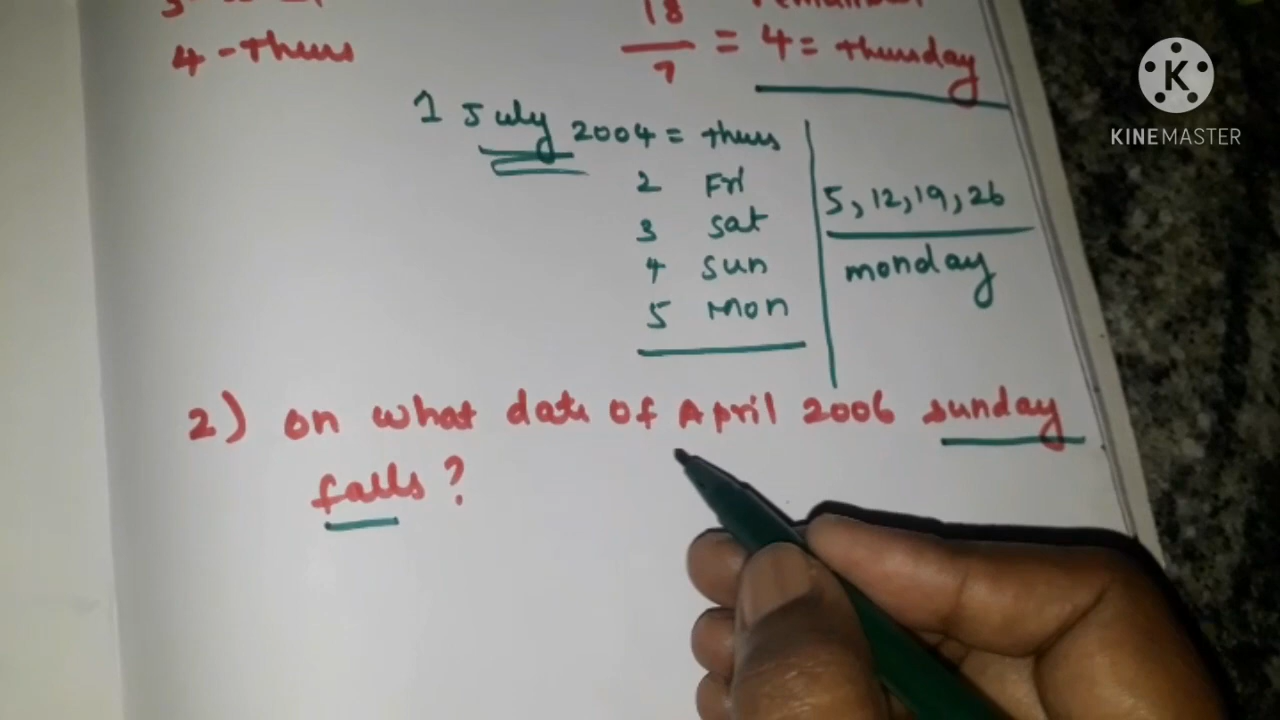 18
4 - Thurs
7 = 4 = Thursday
1 July 2004 = Thurs
2 Fri
3 Sat
4 Sun
5 Mon
5, 12, 19, 26
monday
2) on what date of April 2006 sunday
falls ?
KINEMASTER